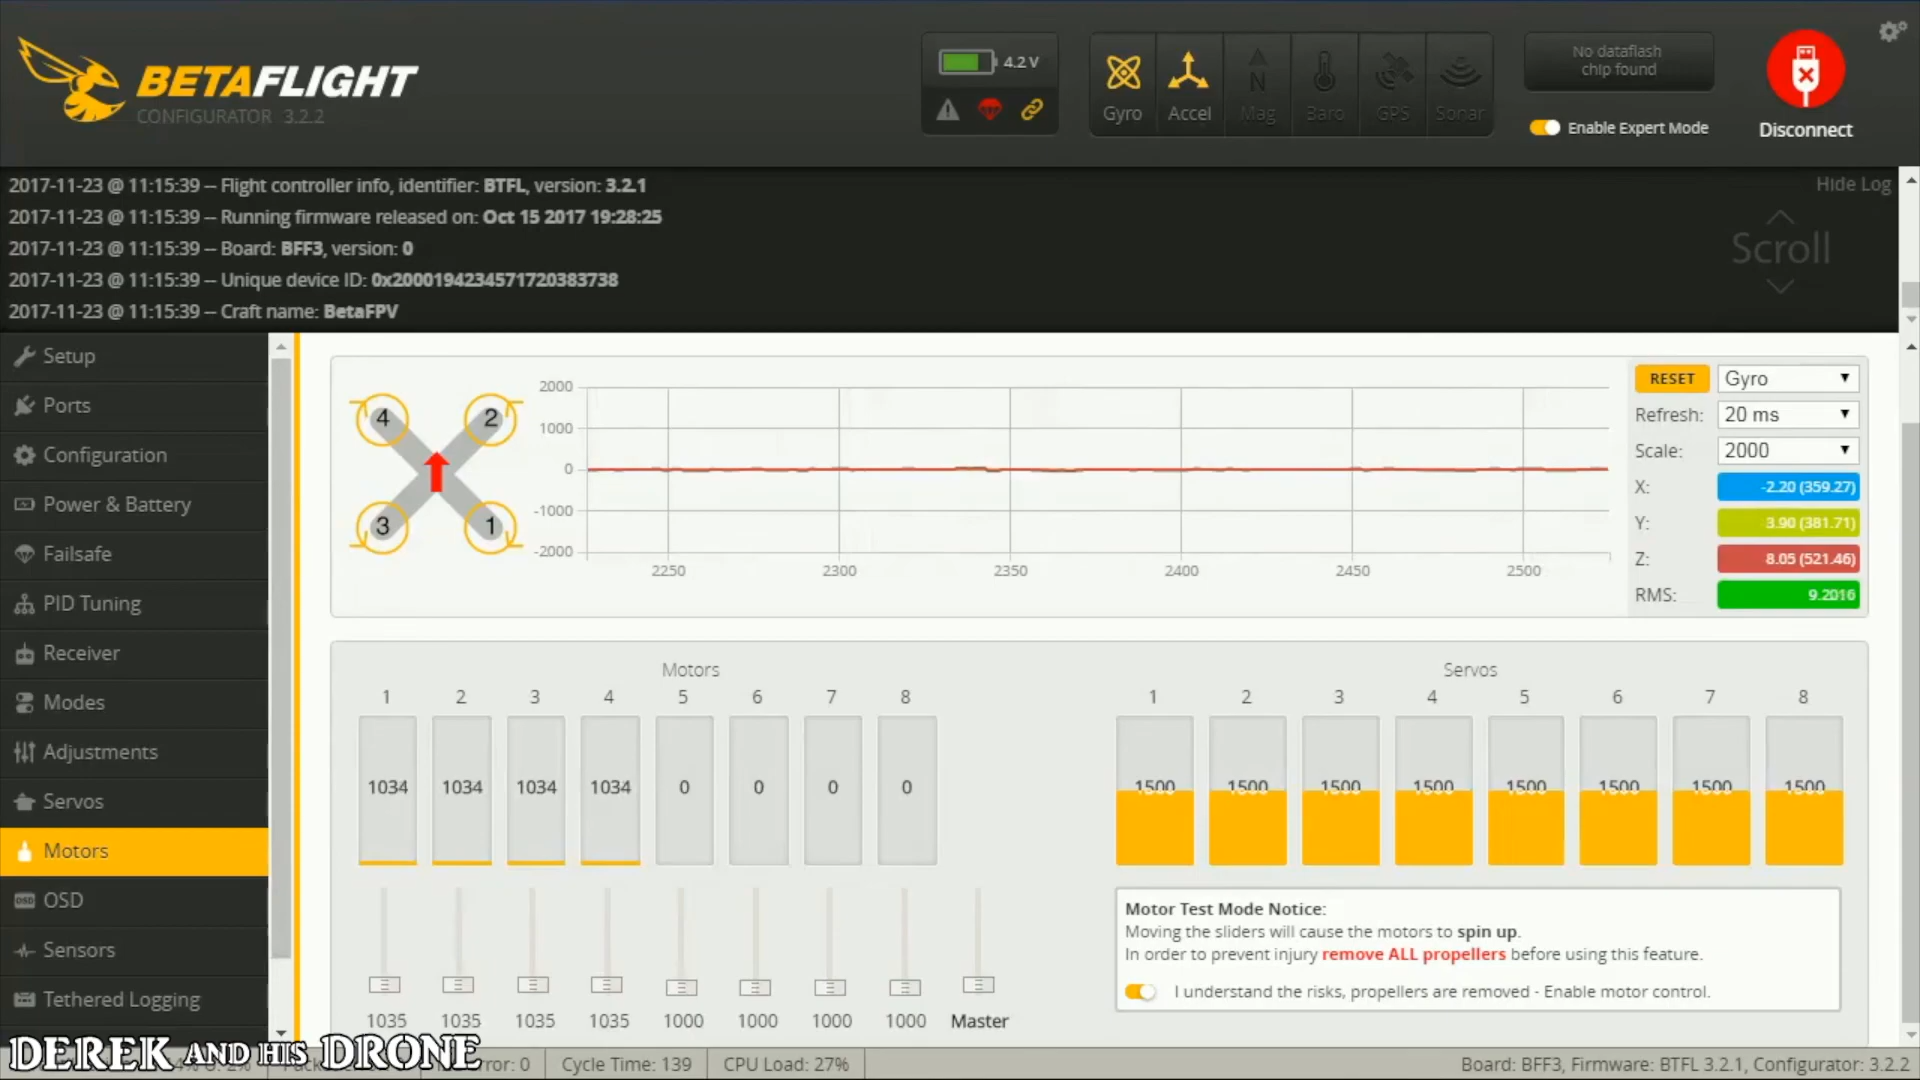 BETAFLIGHT
CONFIGURATOR 3.2.2
4.2 V
Gyro
Accel
Mag
Baro
GPS
Sonar
No dataflash
chip found
Enable Expert Mode
Disconnect
2017-11-23 @ 11:15:39 -- Flight controller info, identifier: BTFL, version: 3.2.1
2017-11-23 @ 11:15:39 -- Running firmware released on: Oct 15 2017 19:28:25
2017-11-23 @ 11:15:39 -- Board: BFF3, version: 0
2017-11-23 @ 11:15:39 -- Unique device ID: 0x2000194234571720383738
2017-11-23 @ 11:15:39 -- Craft name: BetaFPV
Hide Log
Scroll
Setup
Ports
Configuration
Power & Battery
Failsafe
PID Tuning
Receiver
Modes
Adjustments
Servos
Motors
OSD
Sensors
Tethered Logging
4 2
3 1
2000
1000
0
-1000
-2000
2250 2300 2350 2400 2450 2500
RESET Gyro
Refresh: 20 ms
Scale: 2000
X: -2.20 (359.27)
Y: 3.90 (381.71)
Z: 8.05 (521.46)
RMS: 9.2016
Motors
1 2 3 4 5 6 7 8
1034 1034 1034 1034 0 0 0 0
1035 1035 1035 1035 1000 1000 1000 1000 Master
Servos
1 2 3 4 5 6 7 8
1500 1500 1500 1500 1500 1500 1500 1500
Motor Test Mode Notice:
Moving the sliders will cause the motors to spin up.
In order to prevent injury remove ALL propellers before using this feature.
I understand the risks, propellers are removed - Enable motor control.
DEREK AND HIS DRONE
Cycle Time: 139
CPU Load: 27%
Board: BFF3, Firmware: BTFL 3.2.1, Configurator: 3.2.2